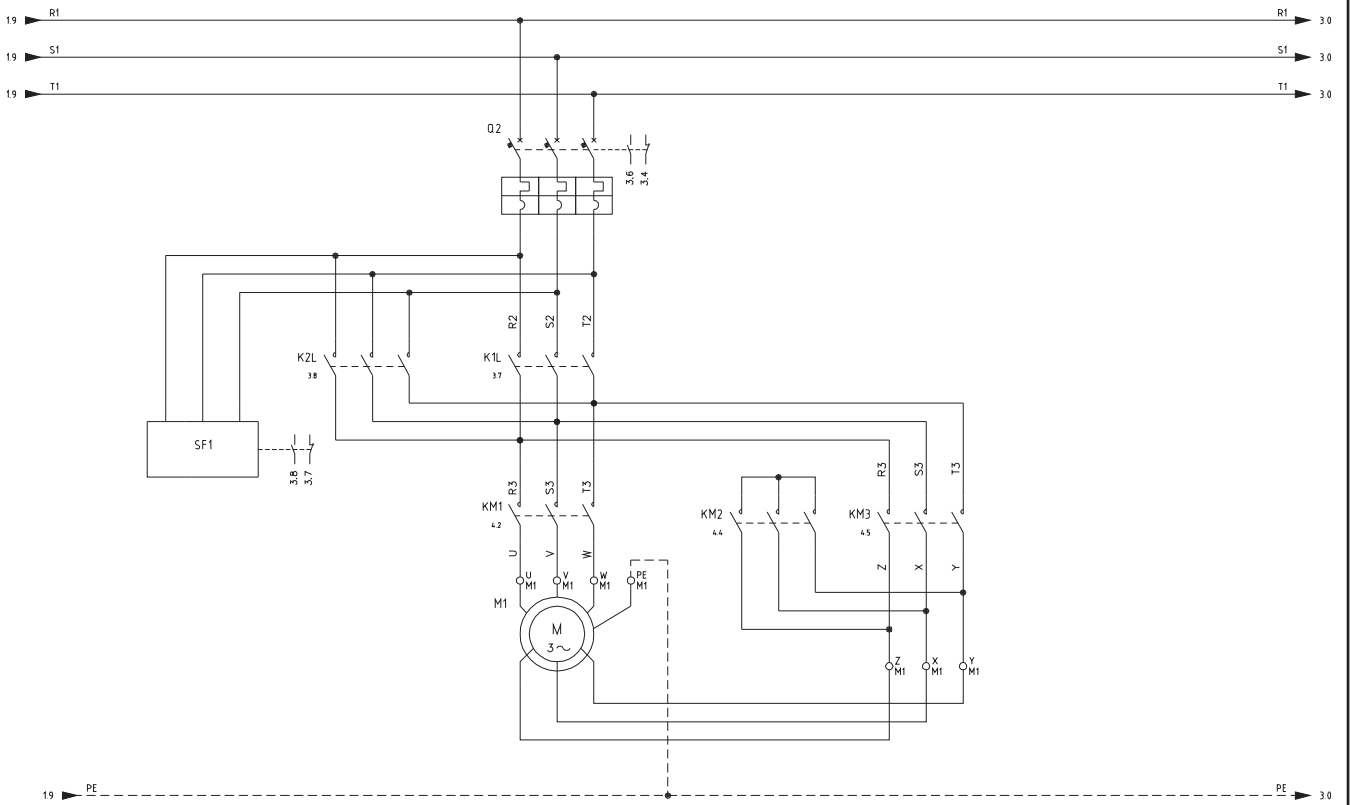 1.9 R1 R1 3.0
1.9 S1 S1 3.0
1.9 T1 T1 3.0
Q2
3.6 3.4
R2 S2 T2
K2L K1L
3.8 3.7
SF1
3.8 3.7
R3 S3 T3
R3 S3 T3
KM1 KM2 KM3
4.2 4.4 4.5
U V W
Z X Y
U V W PE
M1 M1 M1 M1
M1
M
3~
Z X Y
M1 M1 M1
1.9 PE PE 3.0